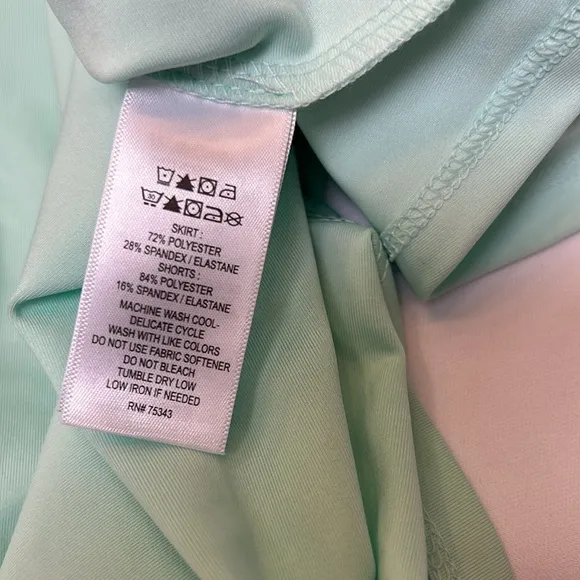 30
SKIRT :
72% POLYESTER
28% SPANDEX / ELASTANE
SHORTS :
84% POLYESTER
16% SPANDEX / ELASTANE
MACHINE WASH COOL-
DELICATE CYCLE
WASH WITH LIKE COLORS
DO NOT USE FABRIC SOFTENER
DO NOT BLEACH
TUMBLE DRY LOW
LOW IRON IF NEEDED
RN# 75343